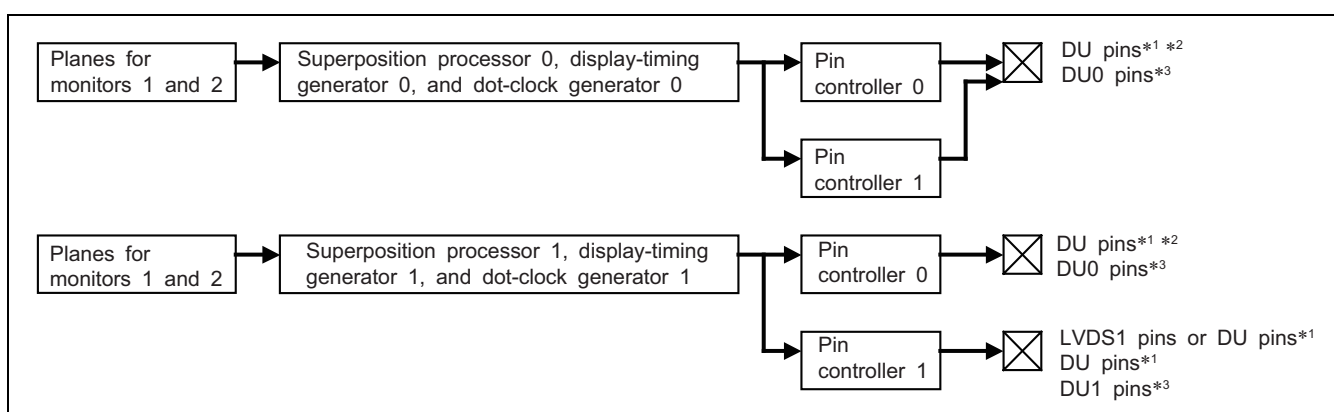 Planes for
monitors 1 and 2
Superposition processor 0, display-timing
generator 0, and dot-clock generator 0
Pin
controller 0
DU pins*1 *2
DU0 pins*3
Pin
controller 1
Planes for
monitors 1 and 2
Superposition processor 1, display-timing
generator 1, and dot-clock generator 1
Pin
controller 0
DU pins*1 *2
DU0 pins*3
Pin
controller 1
LVDS1 pins or DU pins*1
DU pins*1
DU1 pins*3